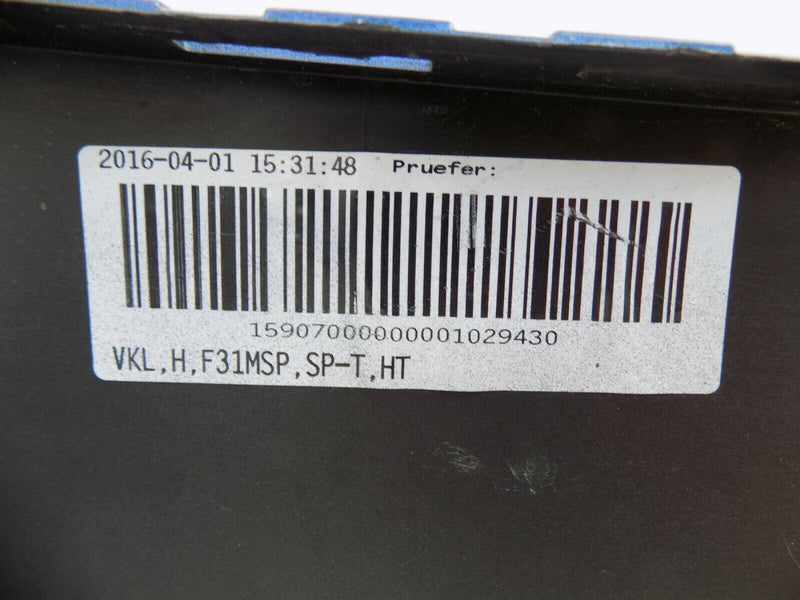 2016-04-01 15:31:48 Pruefer:
15907000000001029430
VKL,H,F31MSP,SP-T,HT